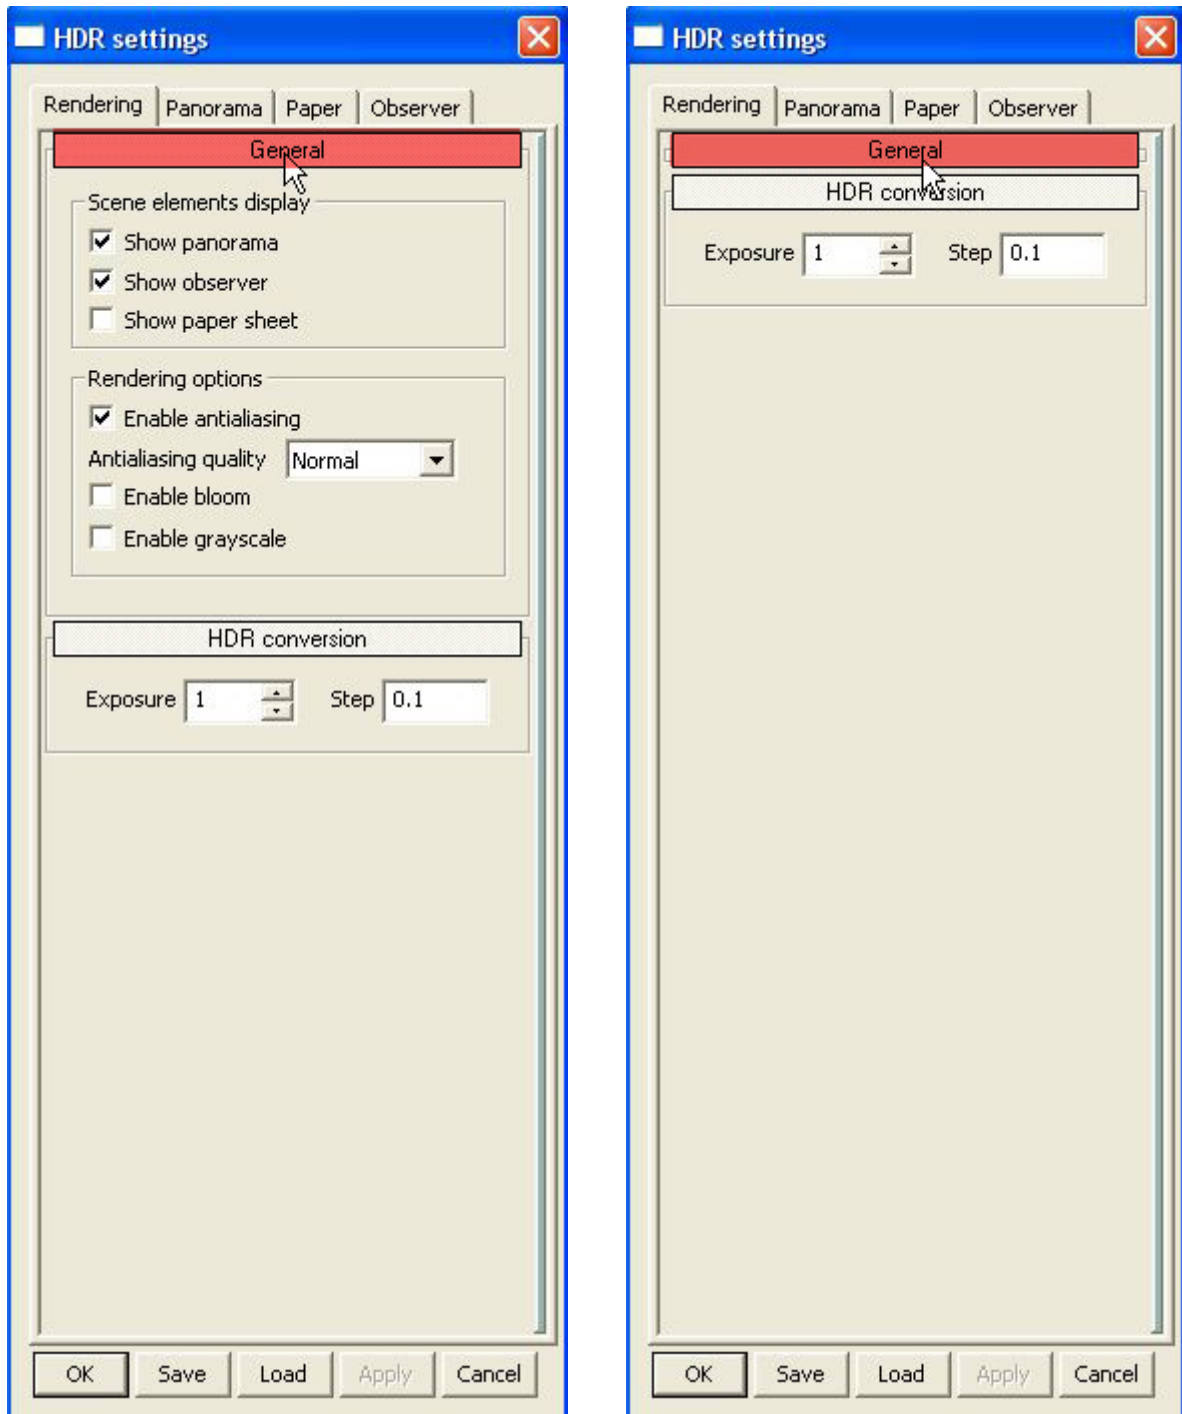 HDR settings
Rendering Panorama Paper Observer
General
Scene elements display
Show panorama
Show observer
Show paper sheet
Rendering options
Enable antialiasing
Antialiasing quality Normal
Enable bloom
Enable grayscale
HDR conversion
Exposure 1 Step 0.1
OK Save Load Apply Cancel
HDR settings
Rendering Panorama Paper Observer
General
HDR conversion
Exposure 1 Step 0.1
OK Save Load Apply Cancel